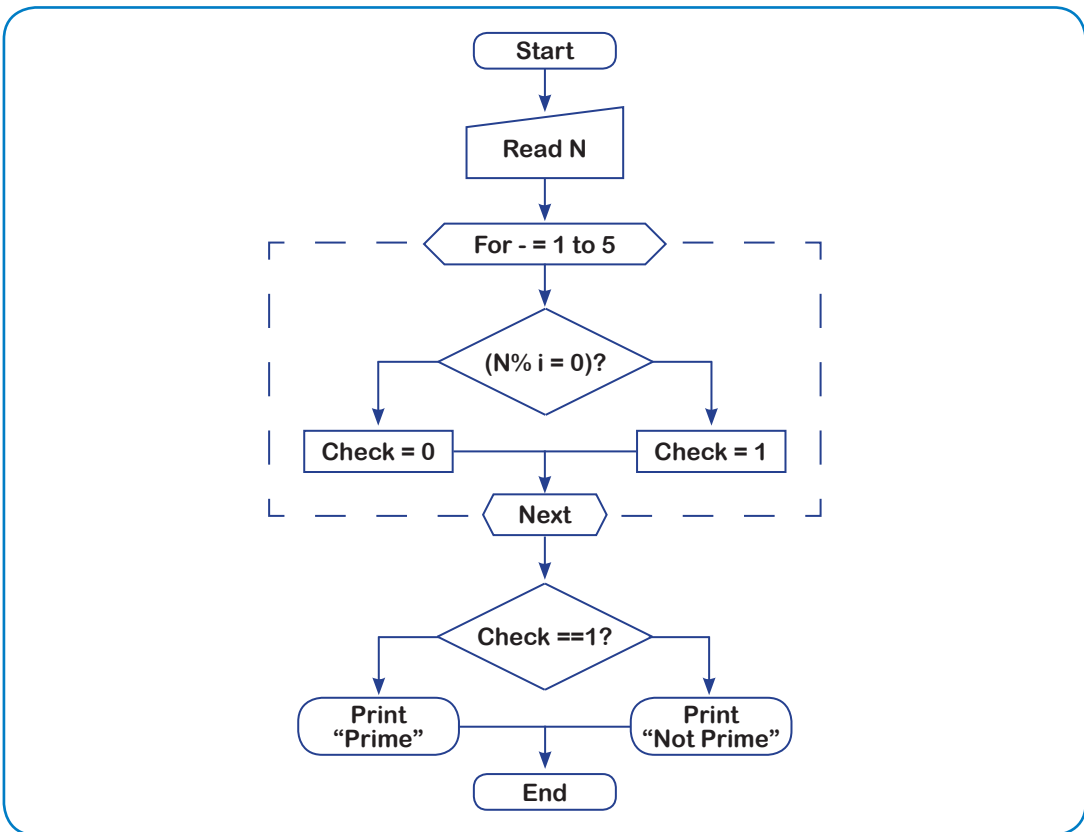 Start
Read N
For - = 1 to 5
(N% i = 0)?
Check = 0
Check = 1
Next
Check ==1?
Print
“Prime”
Print
“Not Prime”
End